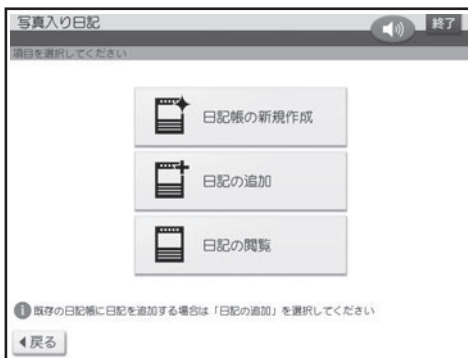 写真入り日記
終了
項目を選択してください
日記帳の新規作成
日記の追加
日記の閲覧
既存の日記帳に日記を追加する場合は「日記の追加」を選択してください
戻る